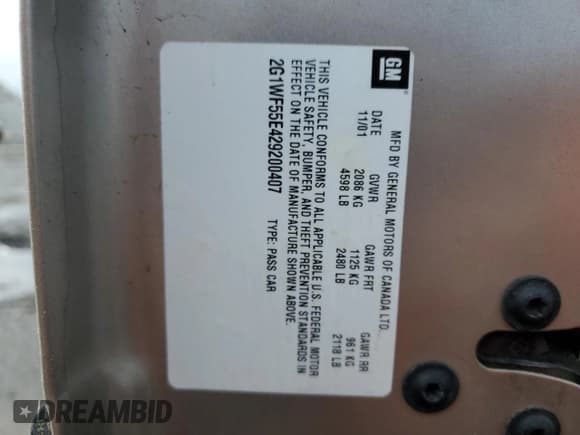 GM
MFD BY GENERAL MOTORS OF CANADA LTD.
DATE GVWR GAWR FRT GAWR RR
11/01 2086 KG 1125 KG 961 KG
4598 LB 2480 LB 2118 LB
THIS VEHICLE CONFORMS TO ALL APPLICABLE U.S. FEDERAL MOTOR
VEHICLE SAFETY, BUMPER, AND THEFT PREVENTION STANDARDS IN
EFFECT ON THE DATE OF MANUFACTURE SHOWN ABOVE.
2G1WF55E429200407 TYPE: PASS CAR
DREAMBID